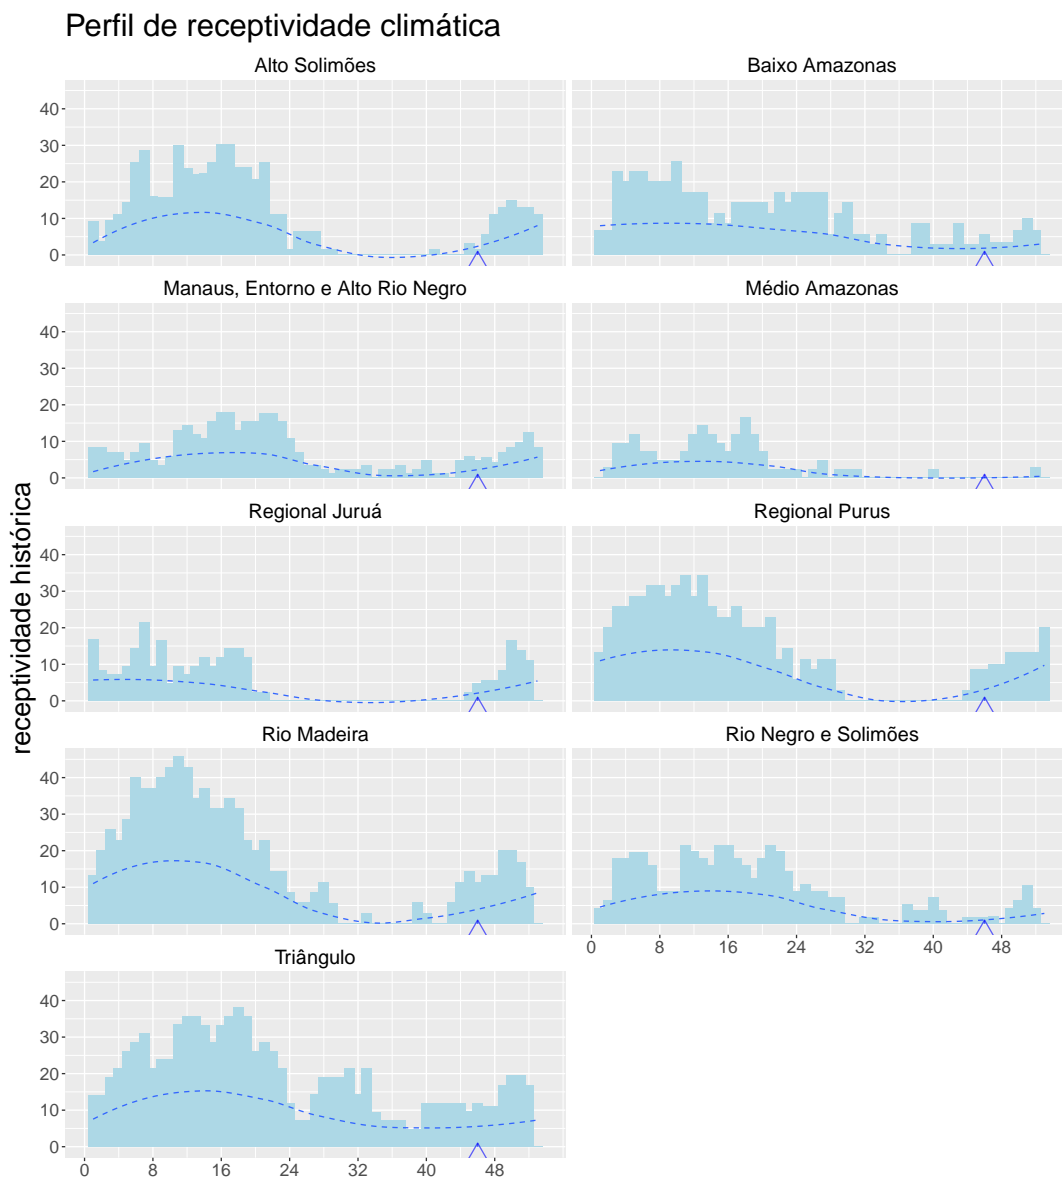 Perfil de receptividade climática
Alto Solimões
Baixo Amazonas
40
30
20
10
0
Manaus, Entorno e Alto Rio Negro
Médio Amazonas
40
30
20
10
0
Regional Juruá
Regional Purus
40
30
20
10
0
receptividade histórica
Rio Madeira
Rio Negro e Solimões
40
30
20
10
0
0 8 16 24 32 40 48
Triângulo
40
30
20
10
0
0 8 16 24 32 40 48